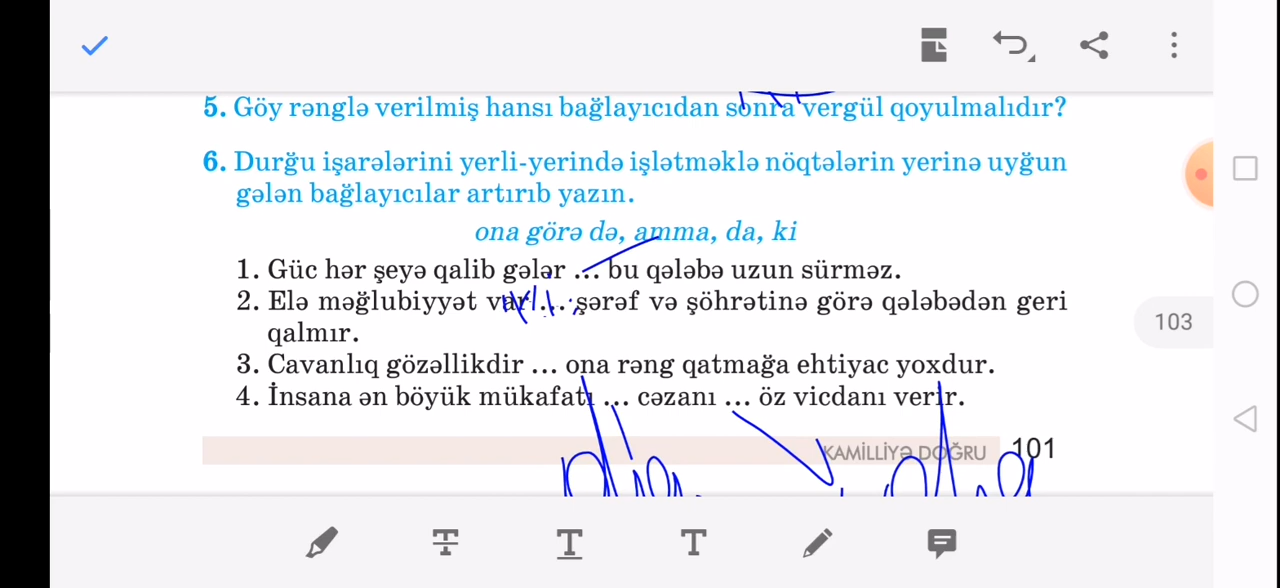 5. Göy rənglə verilmiş hansı bağlayıcıdan sonra vergül qoyulmalıdır?
6. Durğu işarələrini yerli-yerində işlətməklə nöqtələrin yerinə uyğun
gələn bağlayıcılar artırıb yazın.
ona görə də, amma, da, ki
1. Güc hər şeyə qalib gələr ... bu qələbə uzun sürməz.
2. Elə məğlubiyyət var ... şərəf və şöhrətinə görə qələbədən geri
qalmır.
103
3. Cavanlıq gözəllikdir ... ona rəng qatmağa ehtiyac yoxdur.
4. İnsana ən böyük mükafatı ... cəzanı ... öz vicdanı verir.
KAMİLLİYƏ DOĞRU 101
T T T